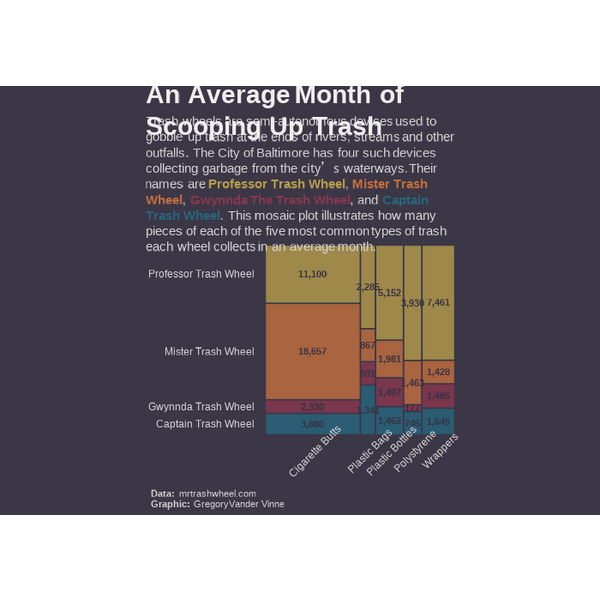 An Average Month of
Scooping Up Trash
Trash wheels are semi-autonomous devices used to
gobble up trash at the ends of rivers, streams and other
outfalls. The City of Baltimore has four such devices
collecting garbage from the city’s waterways. Their
names are Professor Trash Wheel, Mister Trash
Wheel, Gwynnda The Trash Wheel, and Captain
Trash Wheel. This mosaic plot illustrates how many
pieces of each of the five most common types of trash
each wheel collects in an average month.
Professor Trash Wheel 11,100 2,286 5,152 3,930 7,461
Mister Trash Wheel 18,657 867 1,981 1,463 1,428
Gwynnda Trash Wheel 2,330 601 1,497 177 1,485
Captain Trash Wheel 3,880 1,341 1,462 745 1,645
Cigarette Butts
Plastic Bags
Plastic Bottles
Polystyrene
Wrappers
Data: mrtrashwheel.com
Graphic: Gregory Vander Vinne